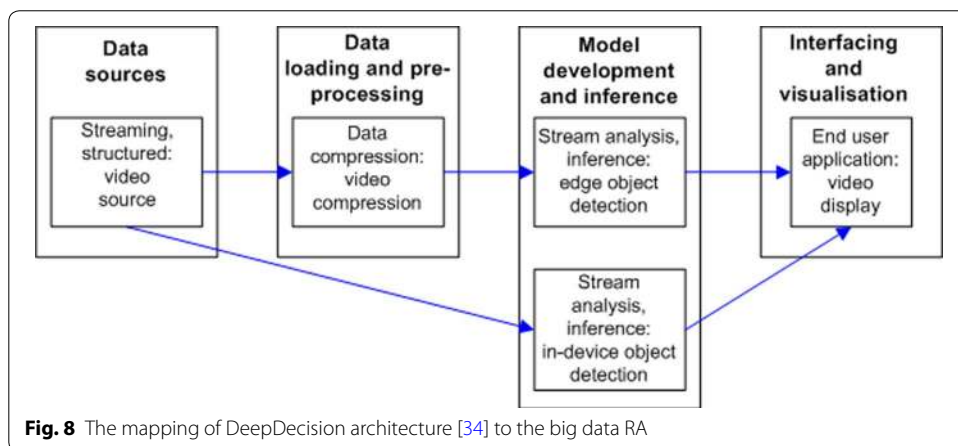 Data
sources
Streaming,
structured:
video
source
Data
loading and pre-
processing
Data
compression:
video
compression
Model
development
and inference
Stream analysis,
inference:
edge object
detection
Stream
analysis,
inference:
in-device object
detection
Interfacing
and
visualisation
End user
application:
video
display
Fig. 8 The mapping of DeepDecision architecture [34] to the big data RA